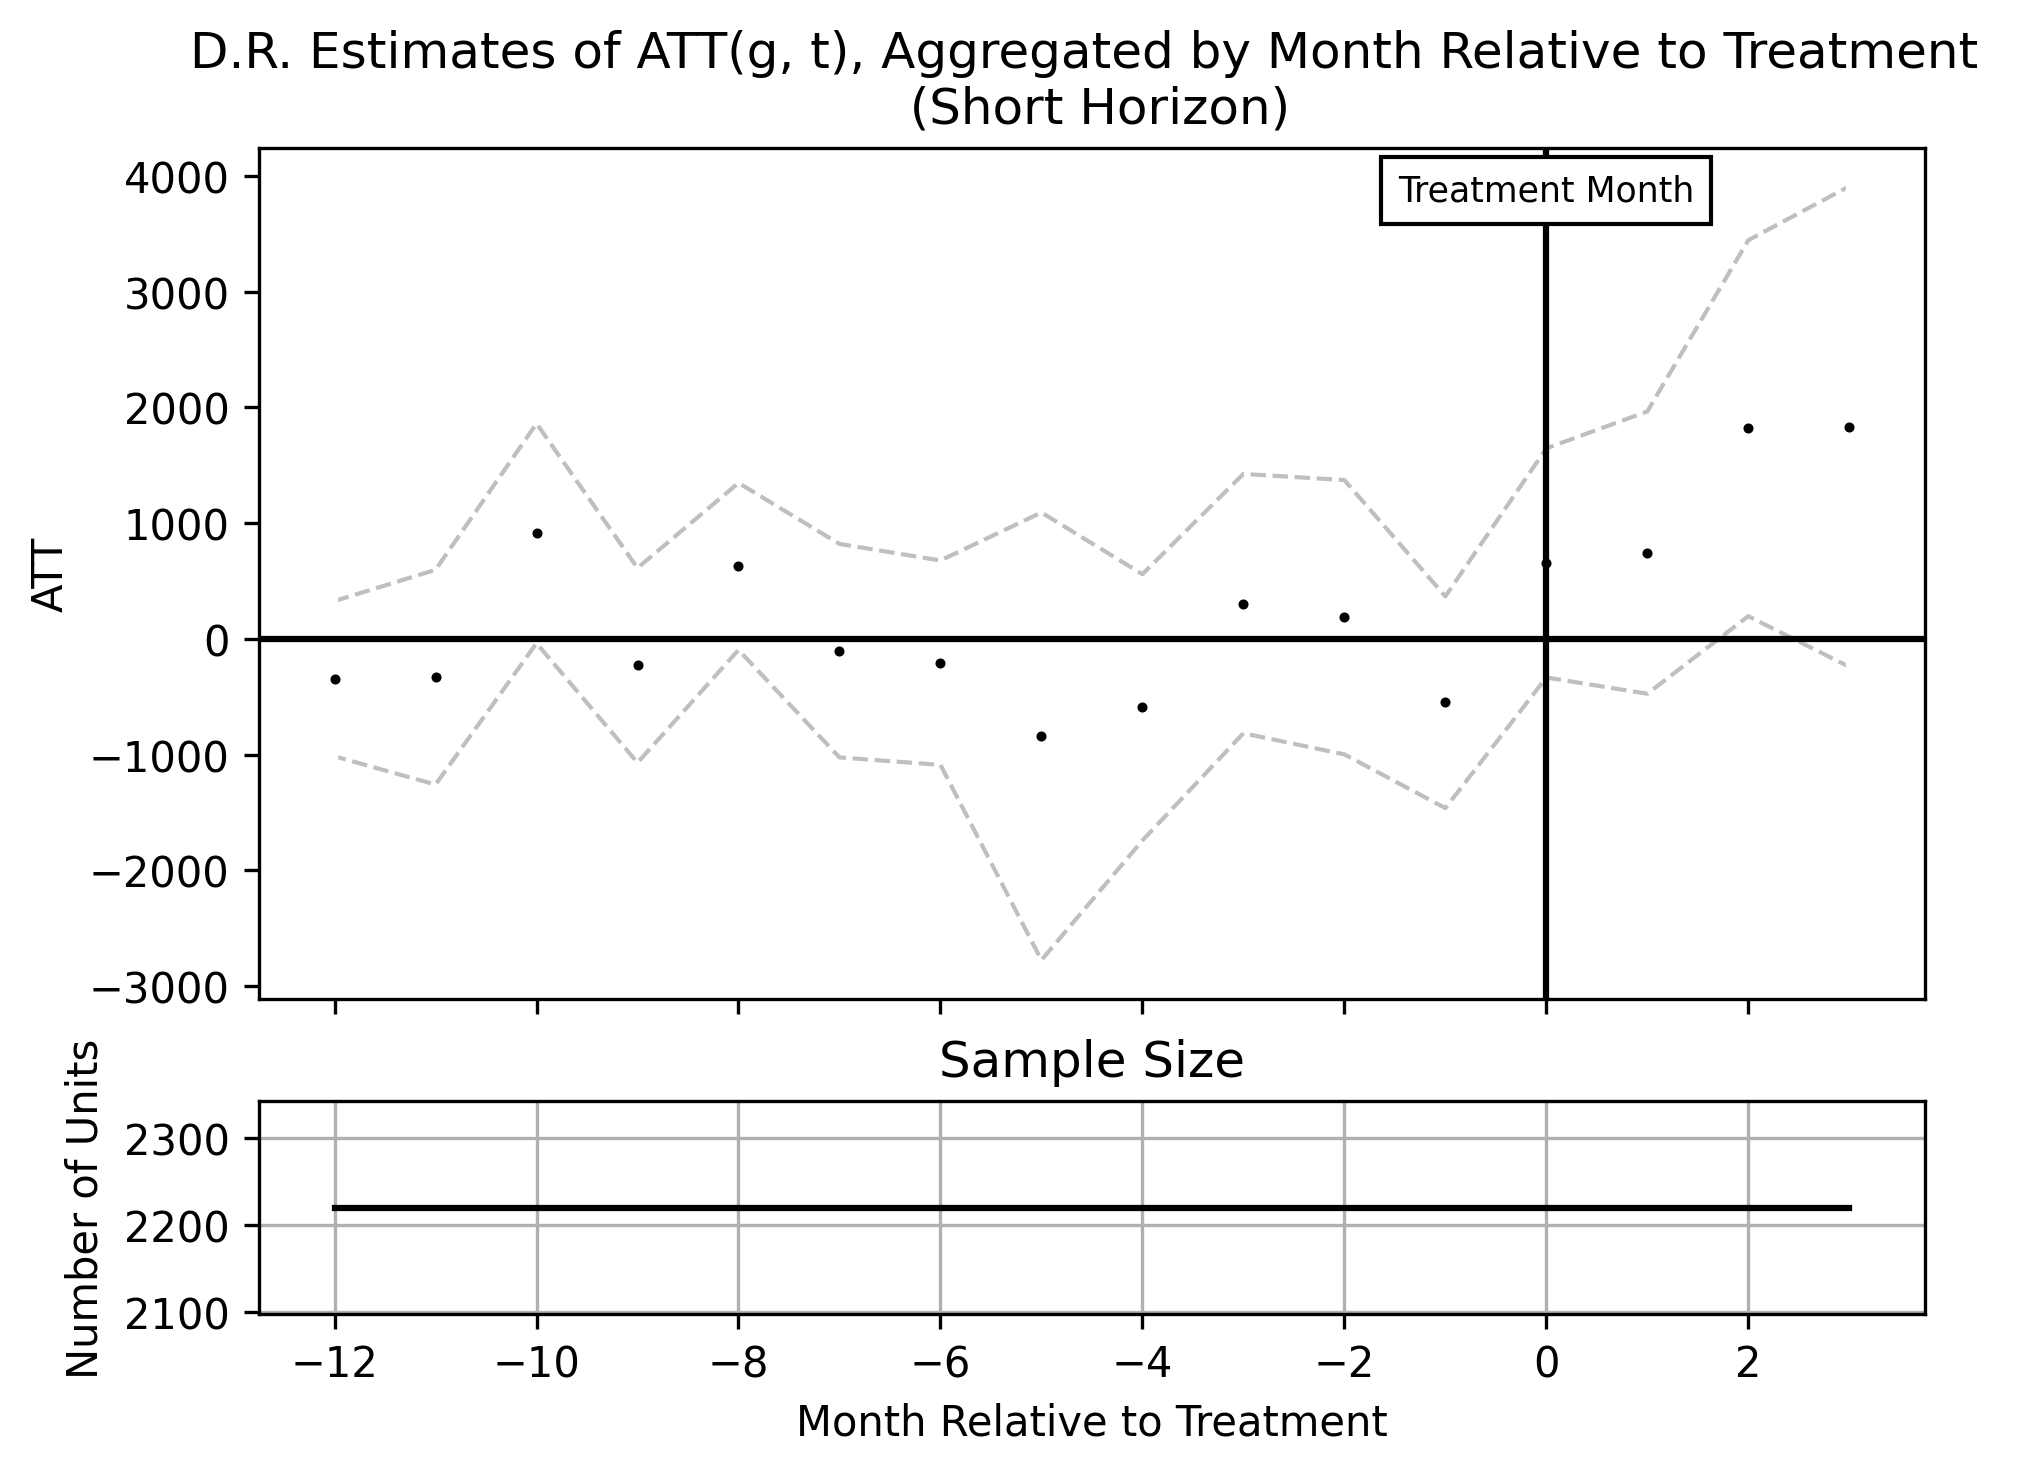 D.R. Estimates of ATT(g, t), Aggregated by Month Relative to Treatment
(Short Horizon)
Treatment Month
ATT
4000
3000
2000
1000
0
−1000
−2000
−3000
Sample Size
Number of Units
2300
2200
2100
−12 −10 −8 −6 −4 −2 0 2
Month Relative to Treatment